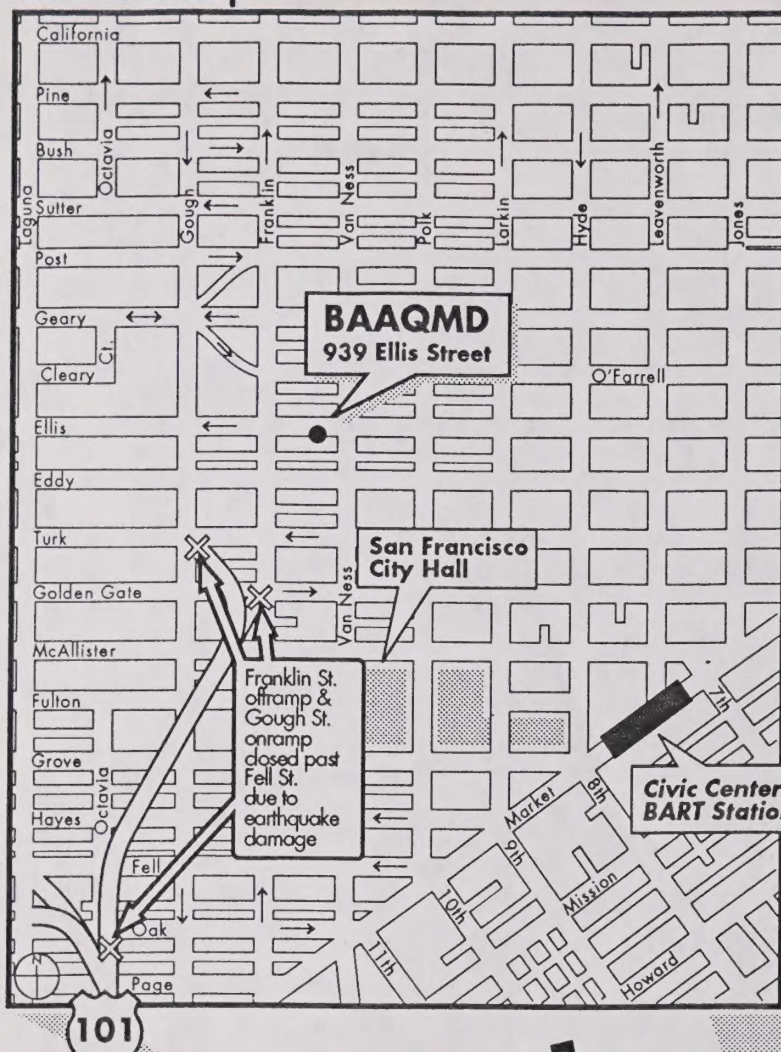 California
Pine
Bush
Sutter
Post
Geary
Cleary
Ct.
Ellis
Eddy
Turk
Golden Gate
McAllister
Fulton
Grove
Hayes
Fell
Oak
Page
Laguna
Octavia
Gough
Franklin
Van Ness
Polk
Larkin
Hyde
Leavenworth
Jones
BAAQMD
939 Ellis Street
O'Farrell
San Francisco
City Hall
Van Ness
Franklin St.
offramp &
Gough St.
onramp
closed past
Fell St.
due to
earthquake
damage
Octavia
7th
Civic Center
BART Statio
8th
Market
9th
Mission
10th
11th
Howard
N
101